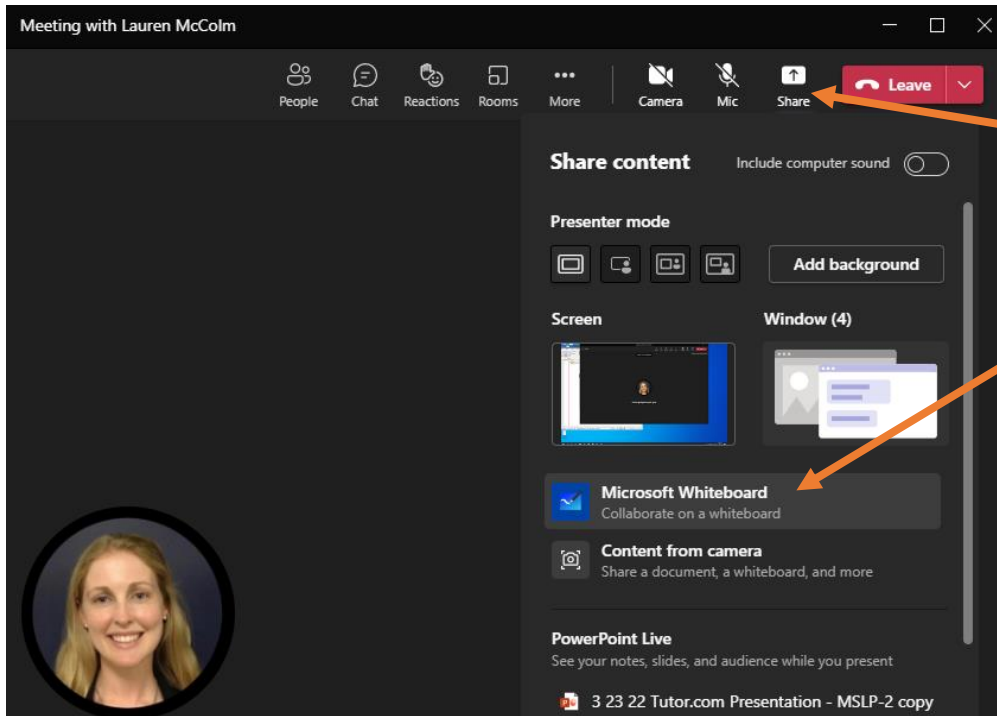 Meeting with Lauren McColm
People Chat Reactions Rooms More Camera Mic Share Leave
Share content Include computer sound
Presenter mode
Add background
Screen Window (4)
Microsoft Whiteboard
Collaborate on a whiteboard
Content from camera
Share a document, a whiteboard, and more
PowerPoint Live
See your notes, slides, and audience while you present
3 23 22 Tutor.com Presentation - MSLP-2 copy